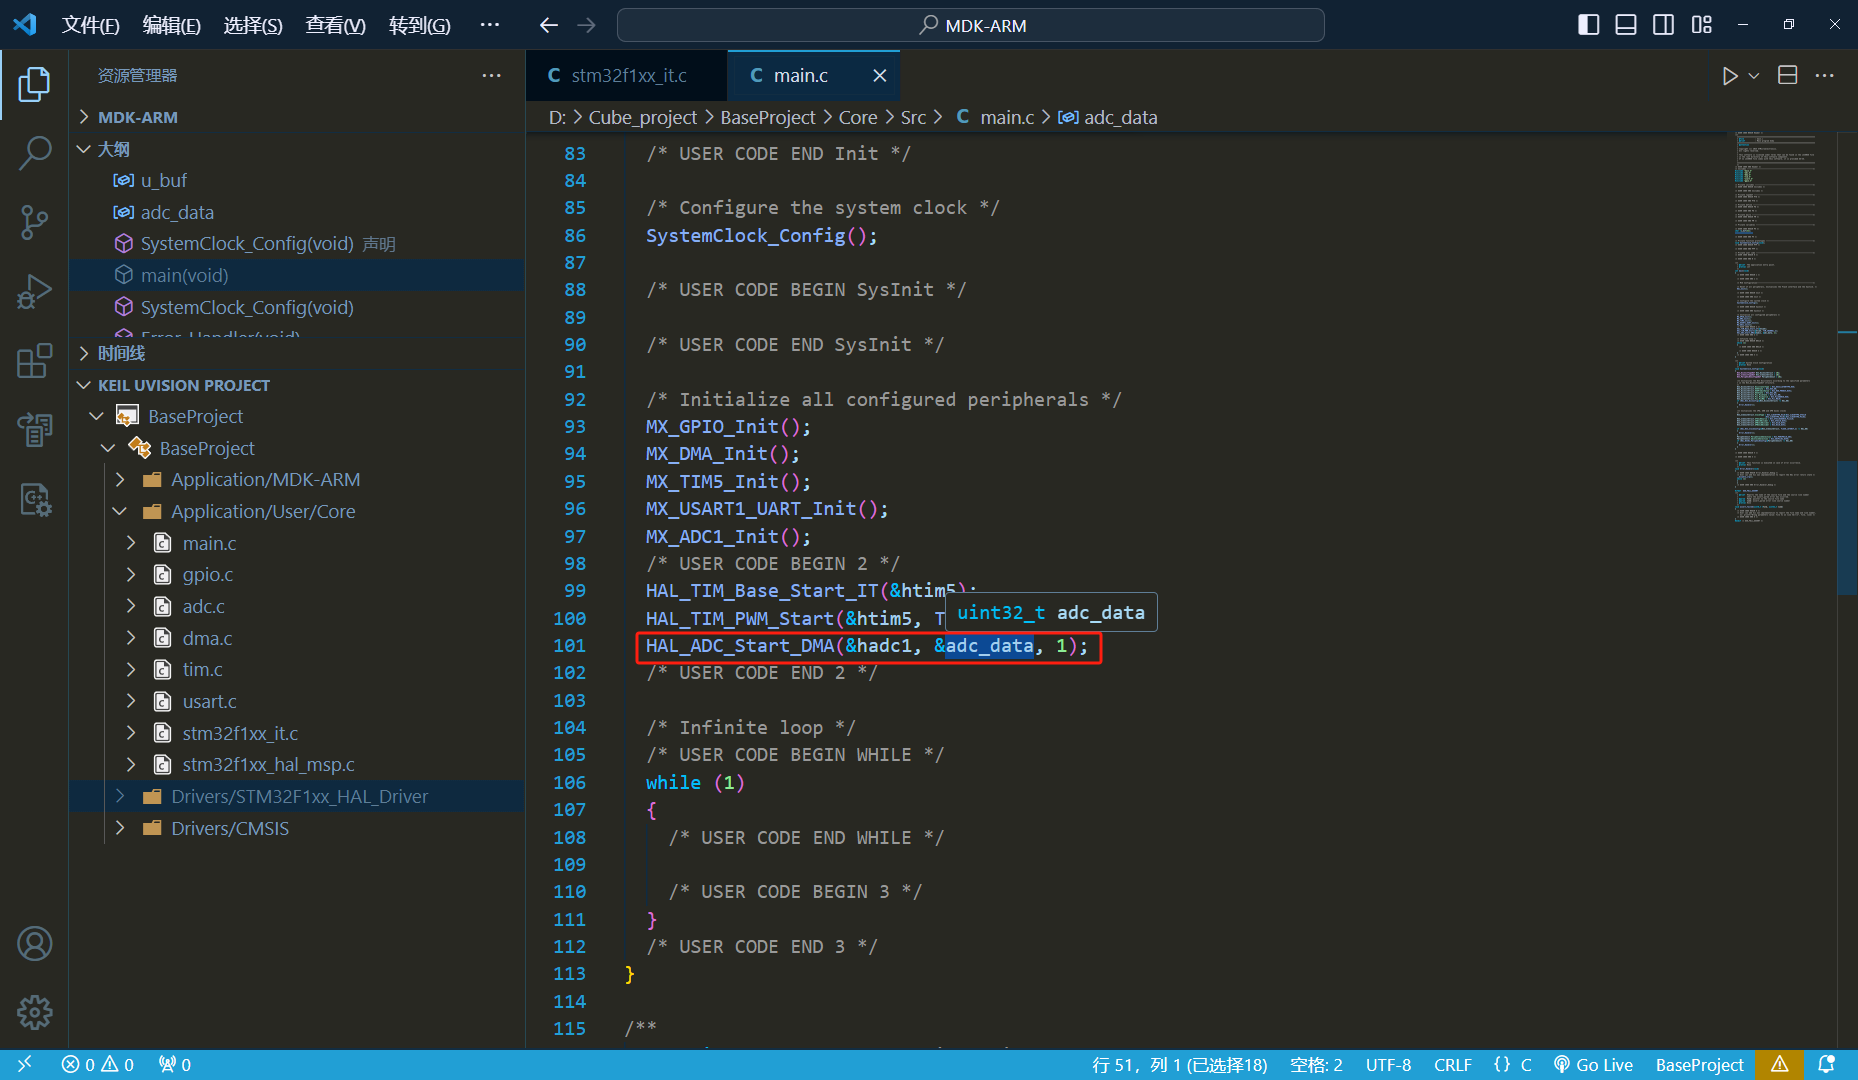 文件(F) 编辑(E) 选择(S) 查看(V) 转到(G) ··· MDK-ARM
资源管理器 ···
MDK-ARM
大纲
u_buf
adc_data
SystemClock_Config(void) 声明
main(void)
SystemClock_Config(void)
Error_Handler(void)
时间线
KEIL UVISION PROJECT
BaseProject
BaseProject
Application/MDK-ARM
Application/User/Core
main.c
gpio.c
adc.c
dma.c
tim.c
usart.c
stm32f1xx_it.c
stm32f1xx_hal_msp.c
Drivers/STM32F1xx_HAL_Driver
Drivers/CMSIS
C stm32f1xx_it.c C main.c
D: > Cube_project > BaseProject > Core > Src > C main.c > adc_data
83 /* USER CODE END Init */
84
85 /* Configure the system clock */
86 SystemClock_Config();
87
88 /* USER CODE BEGIN SysInit */
89
90 /* USER CODE END SysInit */
91
92 /* Initialize all configured peripherals */
93 MX_GPIO_Init();
94 MX_DMA_Init();
95 MX_TIM5_Init();
96 MX_USART1_UART_Init();
97 MX_ADC1_Init();
98 /* USER CODE BEGIN 2 */
99 HAL_TIM_Base_Start_IT(&htim5);
uint32_t adc_data
100 HAL_TIM_PWM_Start(&htim5, T
101 HAL_ADC_Start_DMA(&hadc1, &adc_data, 1);
102 /* USER CODE END 2 */
103
104 /* Infinite loop */
105 /* USER CODE BEGIN WHILE */
106 while (1)
107 {
108 /* USER CODE END WHILE */
109
110 /* USER CODE BEGIN 3 */
111 }
112 /* USER CODE END 3 */
113 }
114
115 /**
0 0 0 行 51，列 1 (已选择18) 空格: 2 UTF-8 CRLF {} C Go Live BaseProject